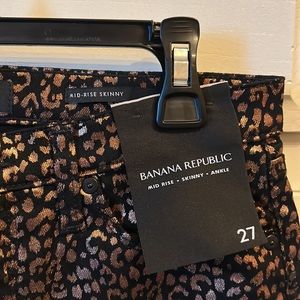 MID-RISE SKINNY
BANANA REPUBLIC
MID RISE • SKINNY • ANKLE
27